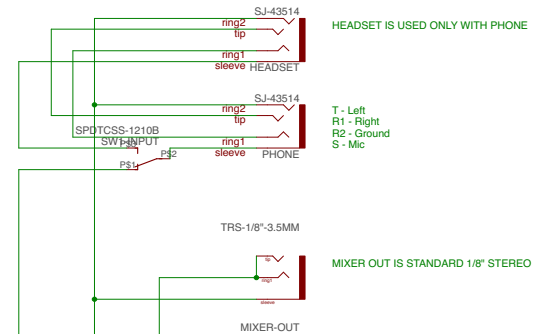 SJ-43514
ring2
tip
ring1
sleeve
HEADSET
HEADSET IS USED ONLY WITH PHONE
SJ-43514
ring2
tip
ring1
sleeve
PHONE
T - Left
R1 - Right
R2 - Ground
S - Mic
SPDTCSS-1210B
SW1 INPUT
P$3
P$2
P$1
TRS-1/8"-3.5MM
tip
ring1
sleeve
MIXER OUT IS STANDARD 1/8" STEREO
MIXER-OUT